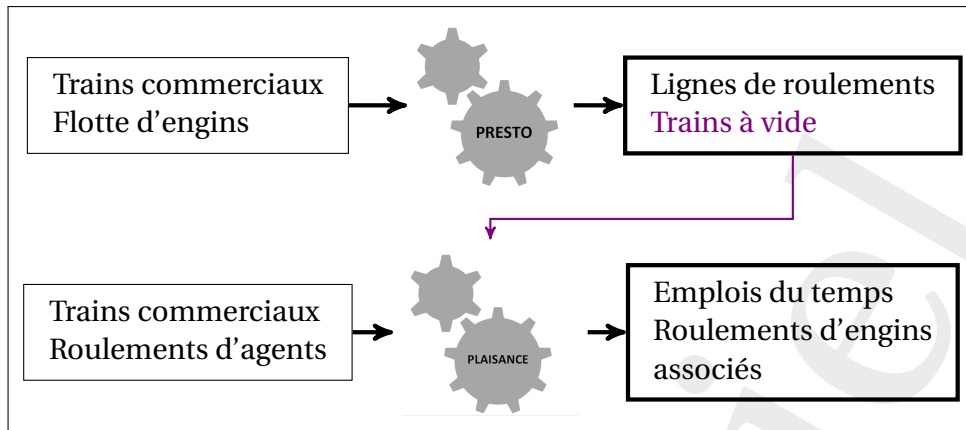 Trains commerciaux
Flotte d'engins
PRESTO
Lignes de roulements
Trains à vide
Trains commerciaux
Roulements d'agents
PLAISANCE
Emplois du temps
Roulements d'engins
associés